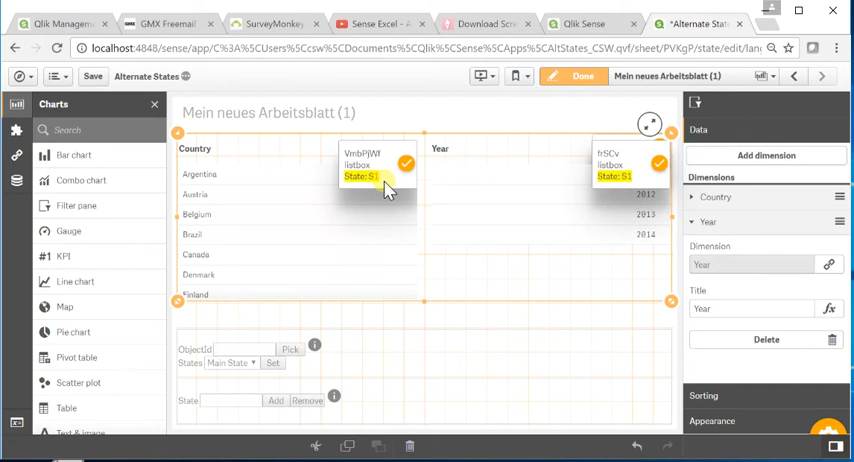 Qlik Manageme
GMX Freemail
SurveyMonkey
Sense Excel - A
Download Scre
Qlik Sense
*Alternate State
localhost:4848/sense/app/C%3A%5CUsers%5Ccsw%5CDocuments%5CQlik%5CSense%5CApps%5CAltStates_CSW.qvf/sheet/PVKgP/state/edit/lang
Save
Alternate States
Done
Mein neues Arbeitsblatt (1)
Charts
Search
Bar chart
Combo chart
Filter pane
Gauge
#1 KPI
Line chart
Map
Pie chart
Pivot table
Scatter plot
Table
Text & image
Mein neues Arbeitsblatt (1)
Country
Argentina
Austria
Belgium
Brazil
Canada
Denmark
Finland
VmbPjWf
listbox
State: S1
Year
2012
2013
2014
frSCv
listbox
State: S1
ObjectId
Pick
States
Main State
Set
State
Add
Remove
Data
Add dimension
Dimensions
Country
Year
Dimension
Year
Title
Year
fx
Delete
Sorting
Appearance